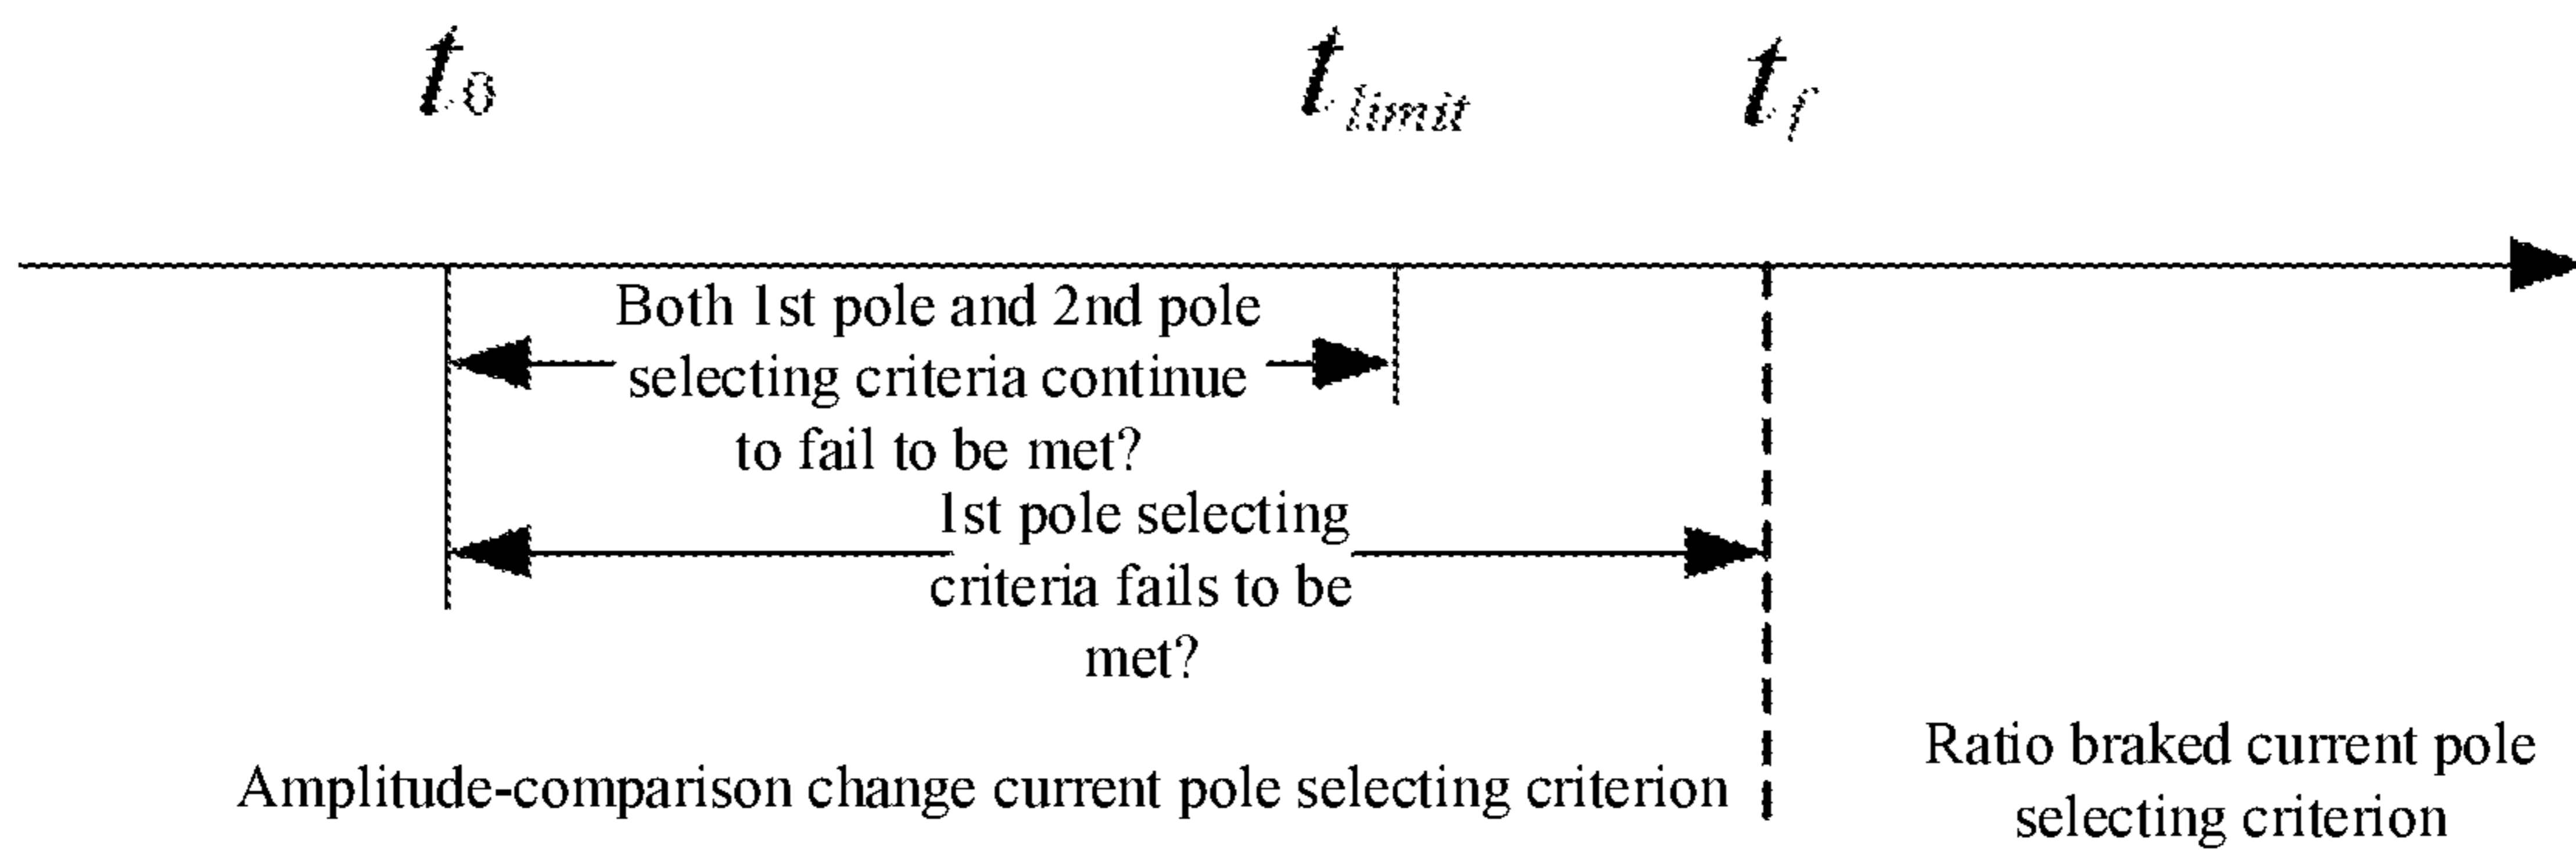 t0 tlimit tf
Both 1st pole and 2nd pole
selecting criteria continue
to fail to be met?
1st pole selecting
criteria fails to be
met?
Amplitude-comparison change current pole selecting criterion
Ratio braked current pole
selecting criterion